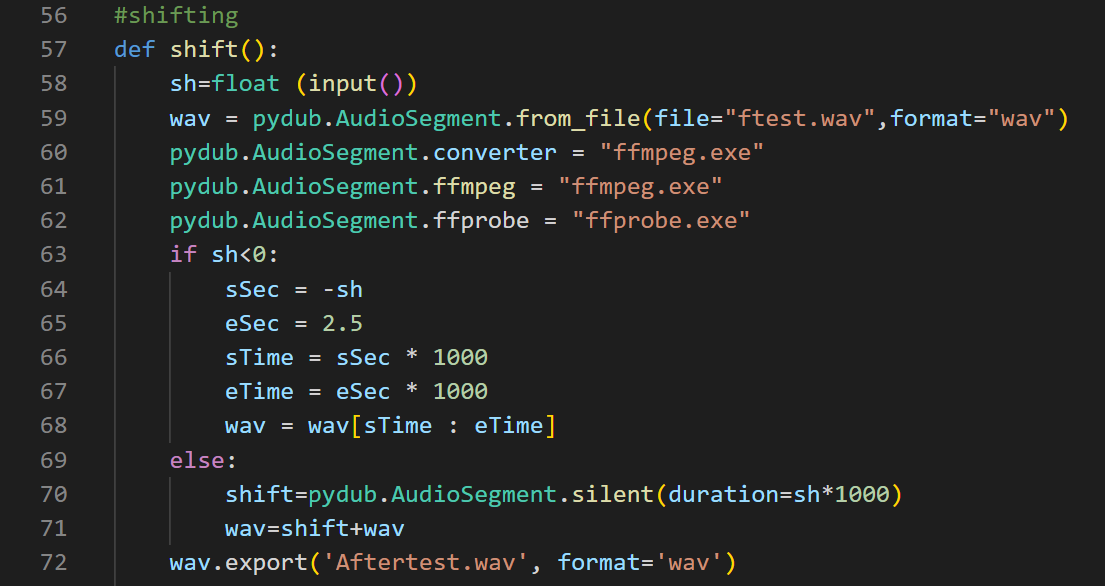 56 #shifting
57 def shift():
58     sh=float (input())
59     wav = pydub.AudioSegment.from_file(file="ftest.wav",format="wav")
60     pydub.AudioSegment.converter = "ffmpeg.exe"
61     pydub.AudioSegment.ffmpeg = "ffmpeg.exe"
62     pydub.AudioSegment.ffprobe = "ffprobe.exe"
63     if sh<0:
64         sSec = -sh
65         eSec = 2.5
66         sTime = sSec * 1000
67         eTime = eSec * 1000
68         wav = wav[sTime : eTime]
69     else:
70         shift=pydub.AudioSegment.silent(duration=sh*1000)
71         wav=shift+wav
72     wav.export('Aftertest.wav', format='wav')